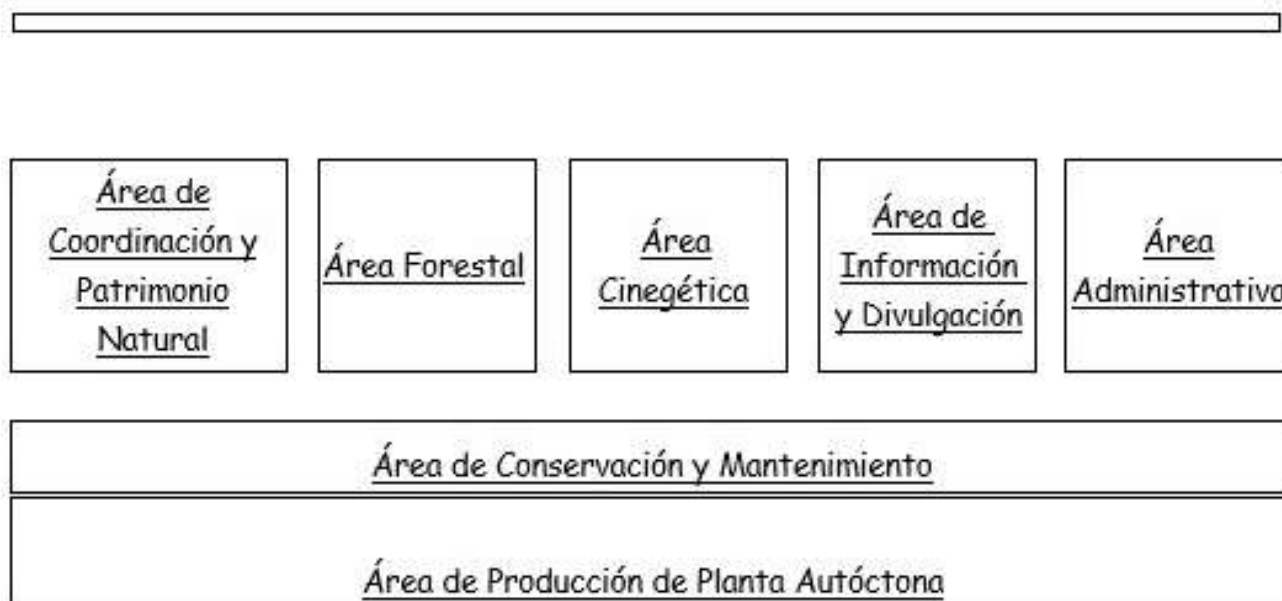 Área de
Coordinación y
Patrimonio
Natural
Área Forestal
Área
Cinegética
Área de
Información
y Divulgación
Área
Administrativa
Área de Conservación y Mantenimiento
Área de Producción de Planta Autóctona